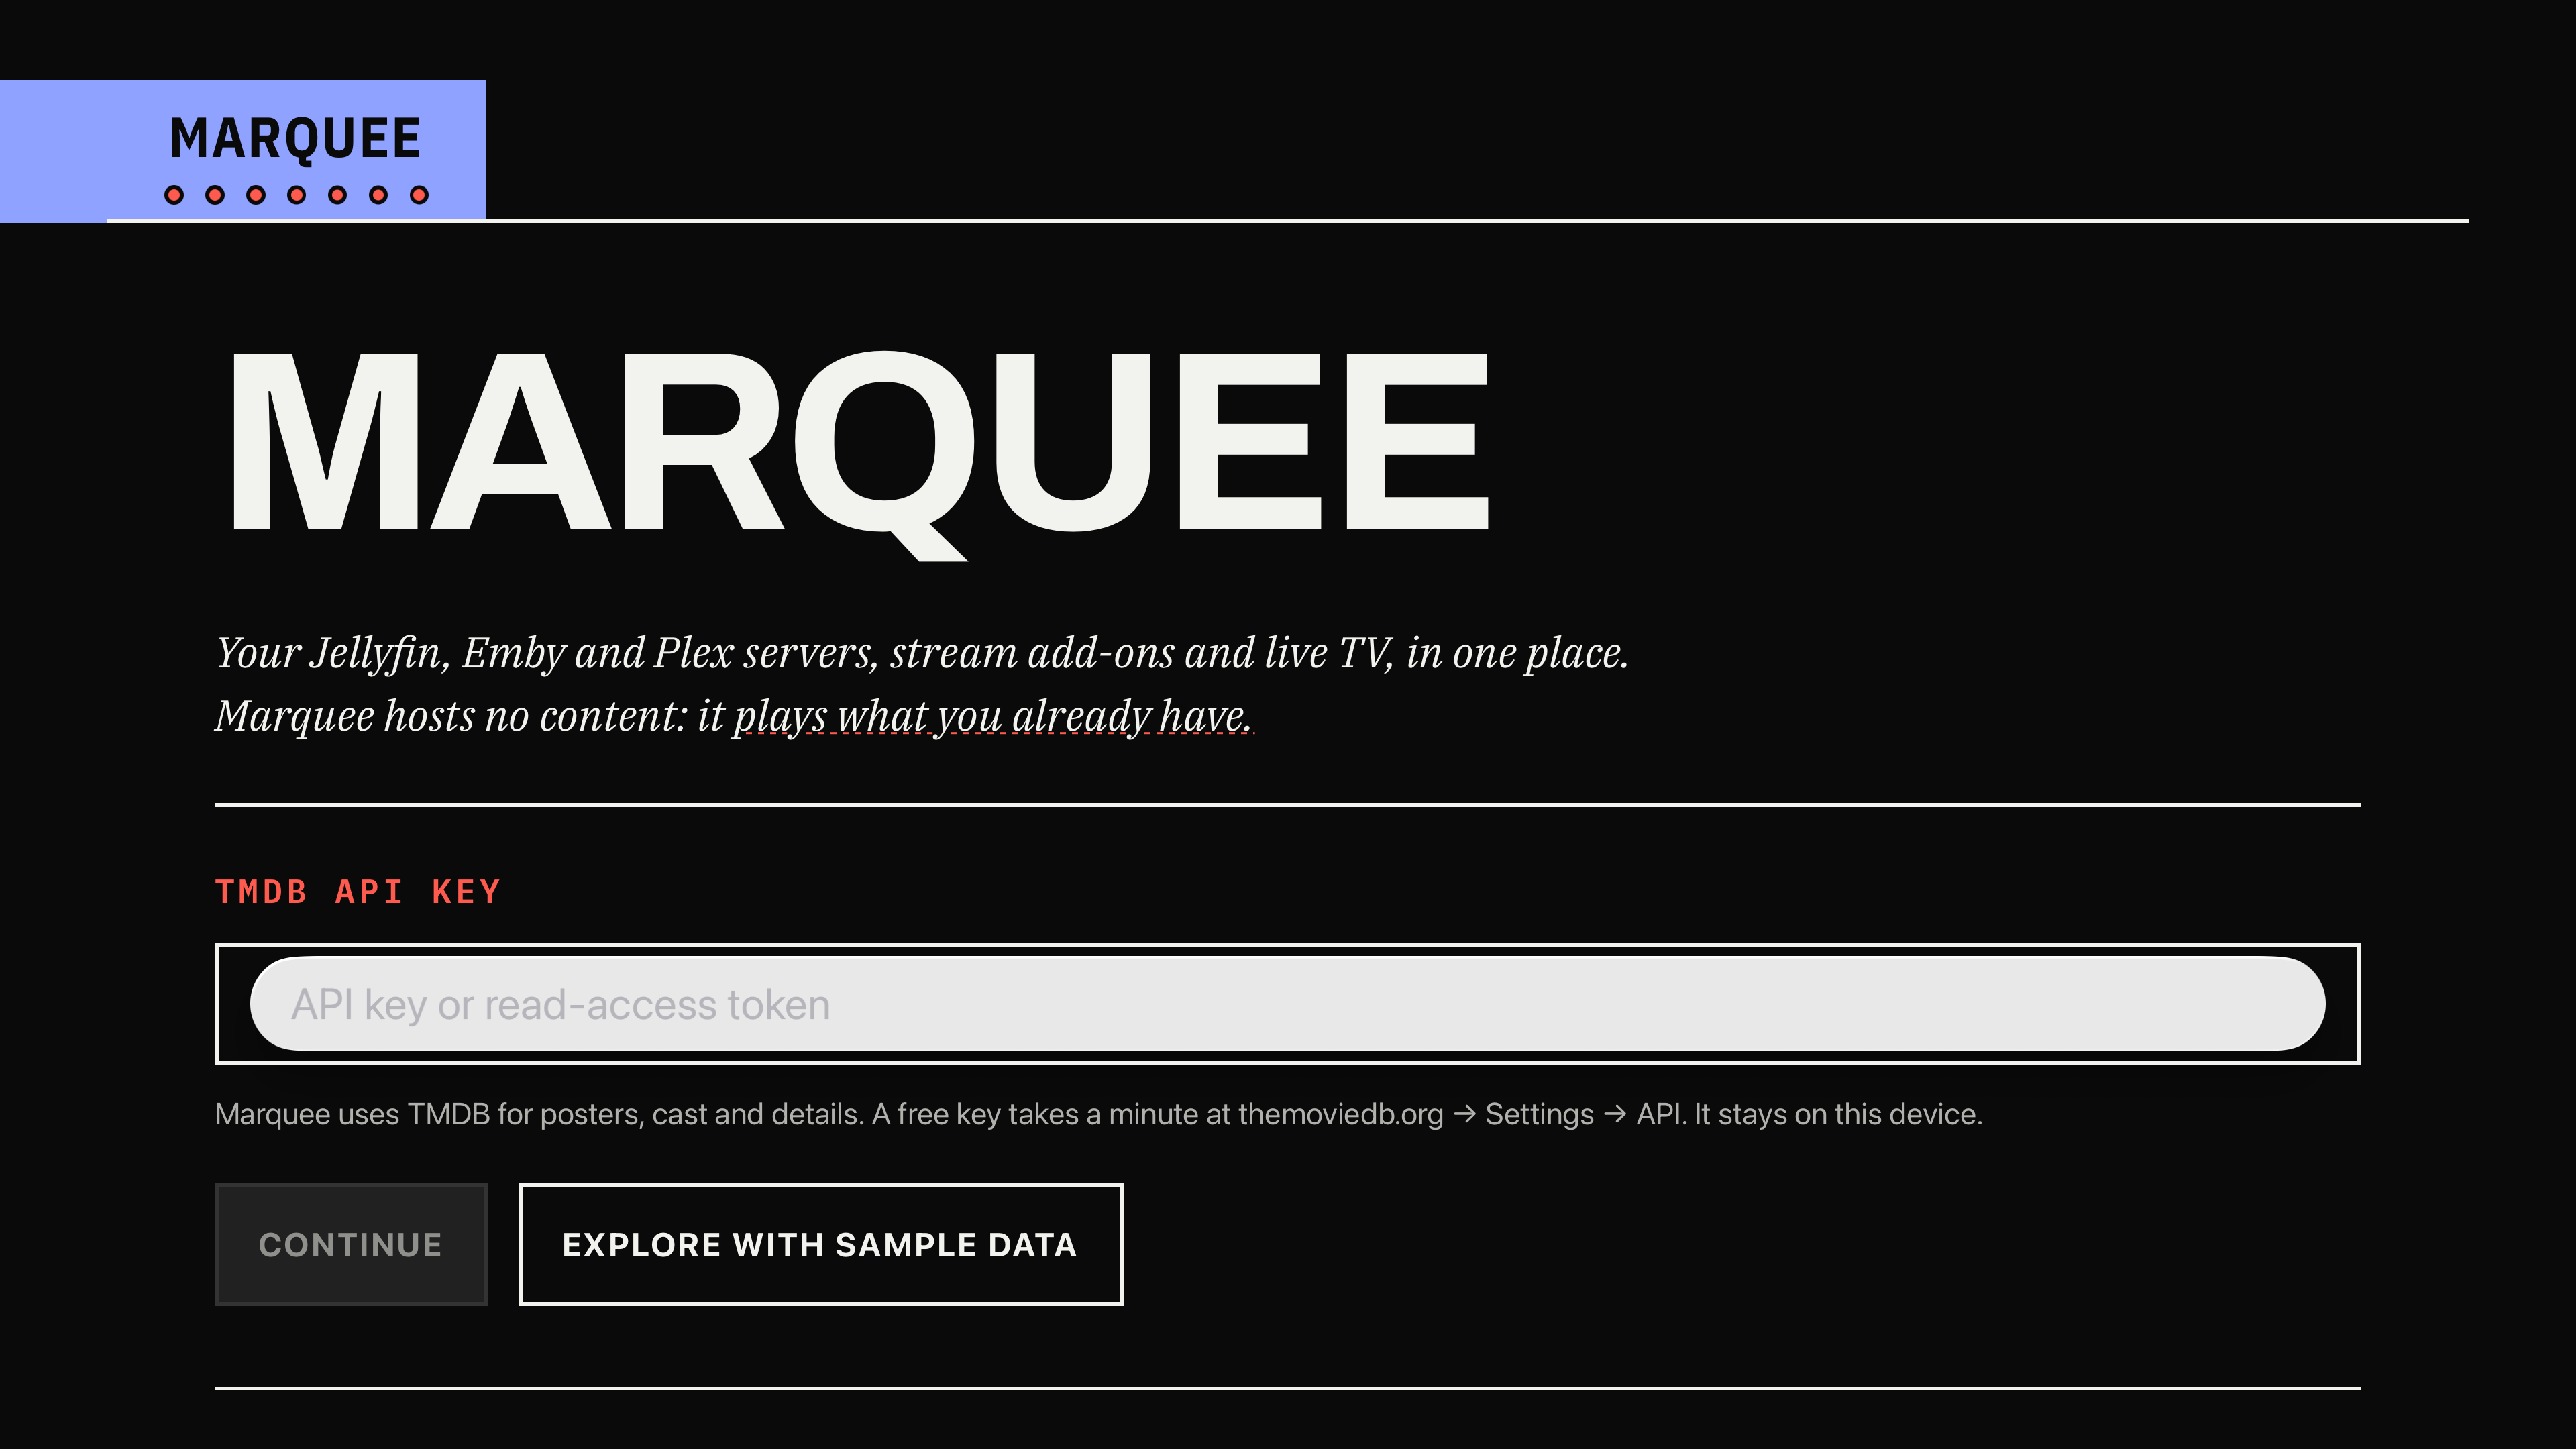 MARQUEE
MARQUEE
Your Jellyfin, Emby and Plex servers, stream add-ons and live TV, in one place.
Marquee hosts no content: it plays what you already have.
TMDB API KEY
API key or read-access token
Marquee uses TMDB for posters, cast and details. A free key takes a minute at themoviedb.org → Settings → API. It stays on this device.
CONTINUE
EXPLORE WITH SAMPLE DATA